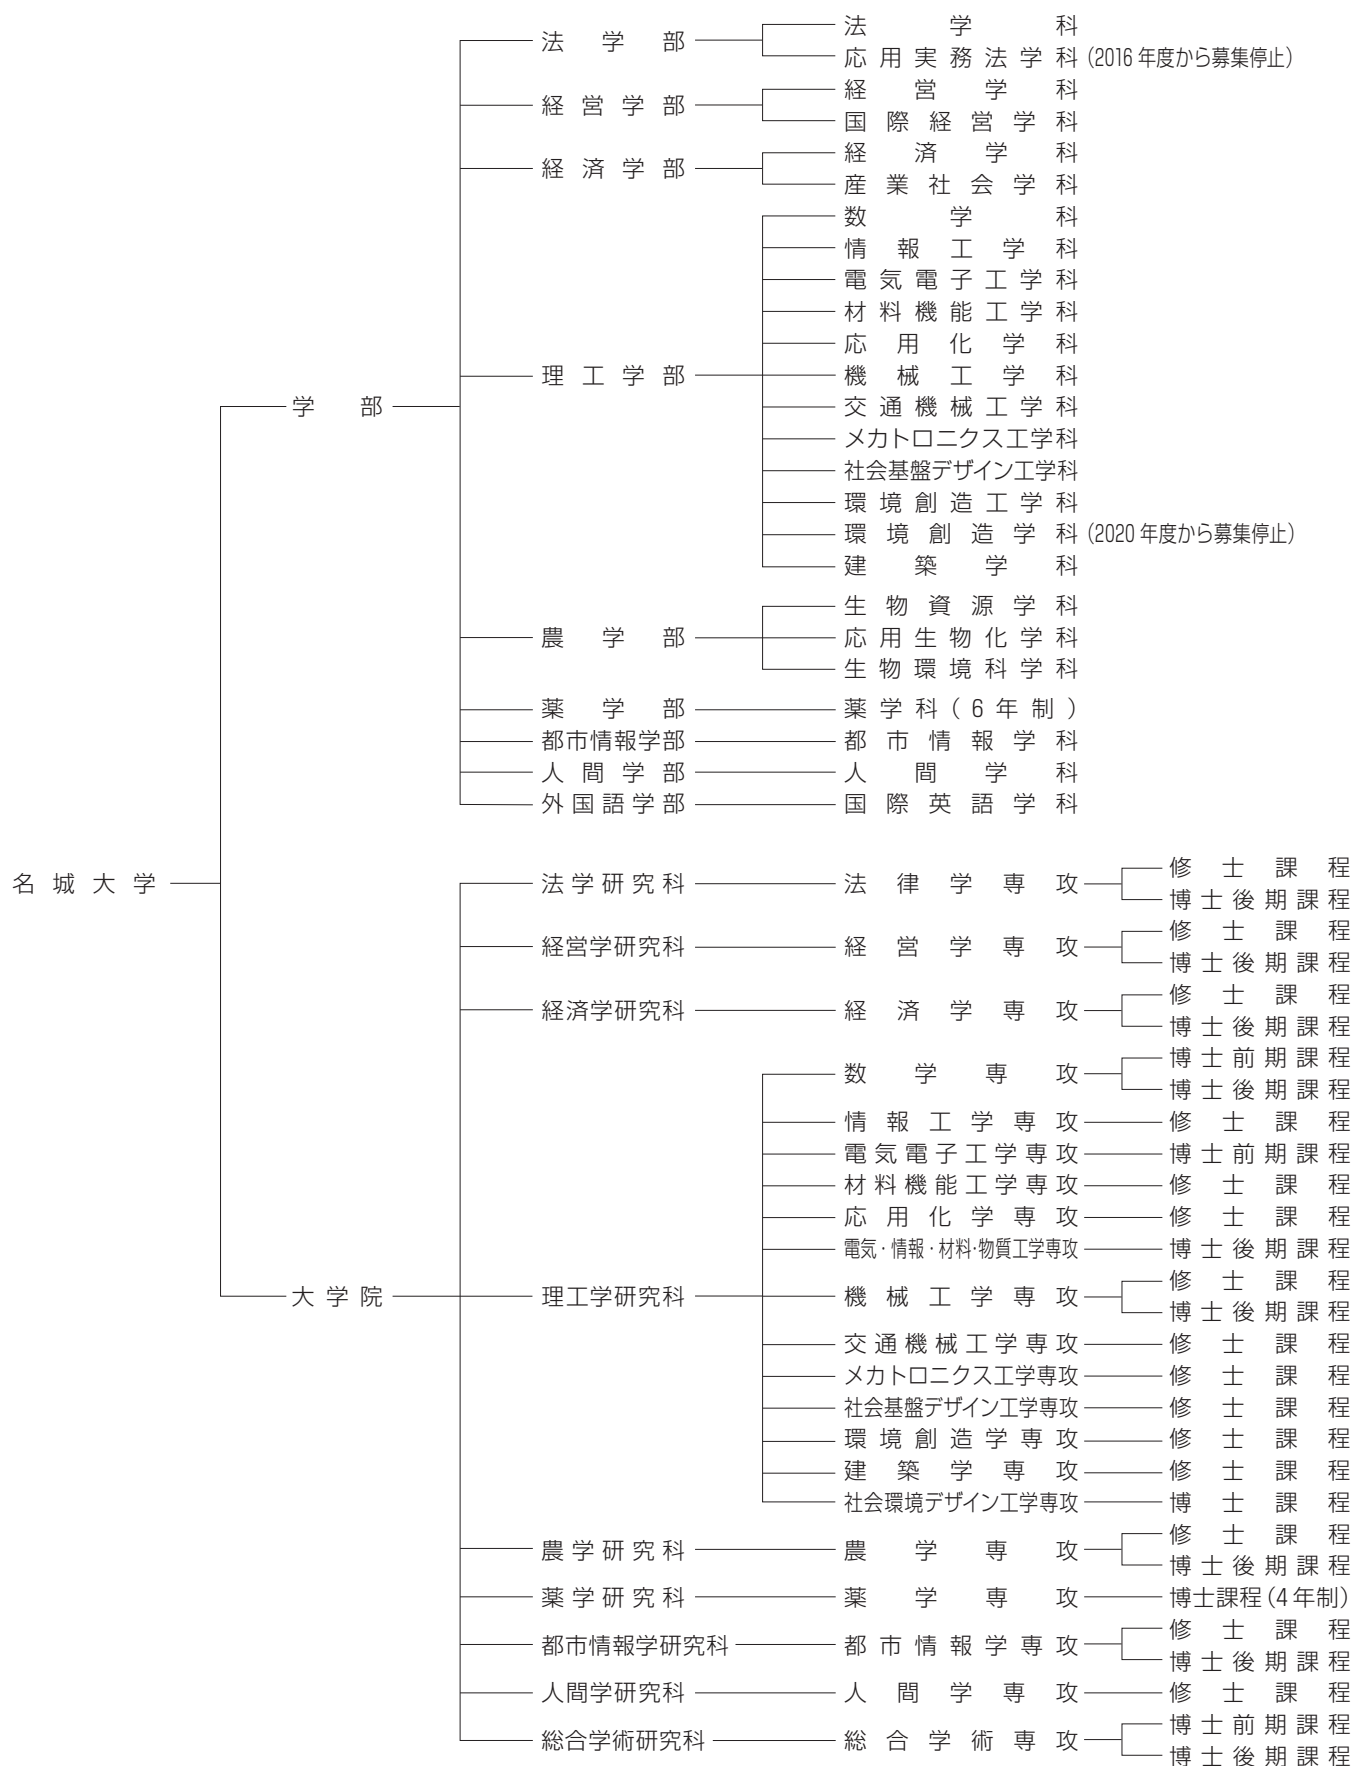 法学部
法学科
応用実務法学科（2016年度から募集停止）
経営学部
経営学科
国際経営学科
経済学部
経済学科
産業社会学科
理工学部
数学科
情報工学科
電気電子工学科
材料機能工学科
応用化学科
機械工学科
交通機械工学科
メカトロニクス工学科
社会基盤デザイン工学科
環境創造工学科
環境創造学科（2020年度から募集停止）
建築学科
学部
農学部
生物資源学科
応用生物化学科
生物環境科学科
薬学部
薬学科（6年制）
都市情報学部
都市情報学科
人間学部
人間学科
外国語学部
国際英語学科
名城大学
法学研究科
法律学専攻
修士課程
博士後期課程
経営学研究科
経営学専攻
修士課程
博士後期課程
経済学研究科
経済学専攻
修士課程
博士後期課程
大学院
理工学研究科
数学専攻
博士前期課程
博士後期課程
情報工学専攻
修士課程
電気電子工学専攻
博士前期課程
材料機能工学専攻
修士課程
応用化学専攻
修士課程
電気・情報・材料・物質工学専攻
博士後期課程
機械工学専攻
修士課程
博士後期課程
交通機械工学専攻
修士課程
メカトロニクス工学専攻
修士課程
社会基盤デザイン工学専攻
修士課程
環境創造学専攻
修士課程
建築学専攻
修士課程
社会環境デザイン工学専攻
博士課程
農学研究科
農学専攻
修士課程
博士後期課程
薬学研究科
薬学専攻
博士課程（4年制）
都市情報学研究科
都市情報学専攻
修士課程
博士後期課程
人間学研究科
人間学専攻
修士課程
総合学術研究科
総合学術専攻
博士前期課程
博士後期課程